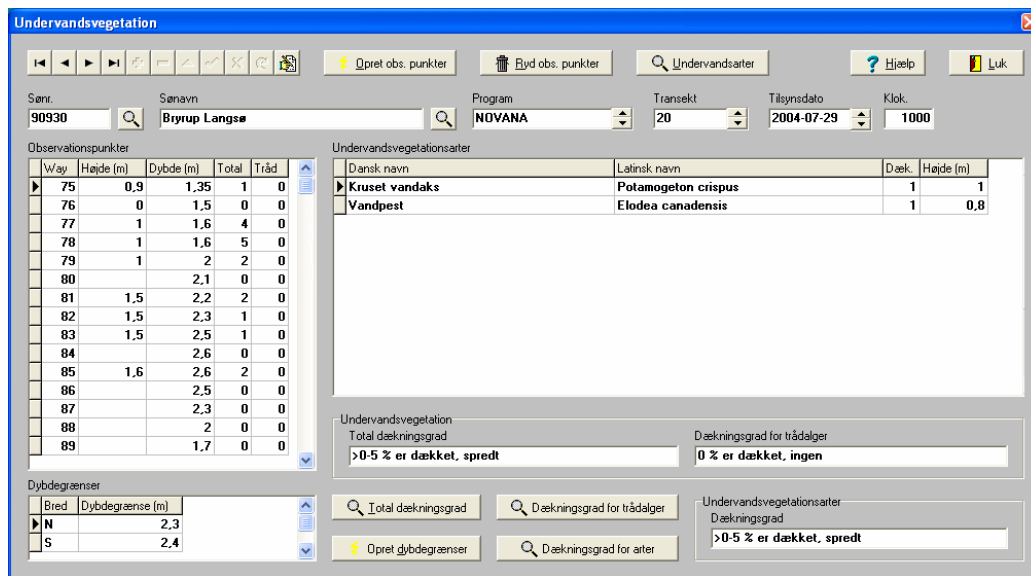 Undervandsvegetation
Opret obs. punkter Ryd obs. punkter Undervandsarter Hjælp Luk
Sønr. Sønavn Program Transekt Tilsynsdato Klok.
90930 Bryrup Langsø NOVANA 20 2004-07-29 1000
Observationspunkter Undervandsvegetationsarter
Way Højde (m) Dybde (m) Total Tråd Dansk navn Latinsk navn Dæk. Højde (m)
75 0,9 1,35 1 0 Kruset vandaks Potamogeton crispus 1 1
76 0 1,5 0 0 Vandpest Elodea canadensis 1 0,8
77 1 1,6 4 0
78 1 1,6 5 0
79 1 2 2 0
80 2,1 0 0
81 1,5 2,2 2 0
82 1,5 2,3 1 0
83 1,5 2,5 1 0
84 2,6 0 0
85 1,6 2,6 2 0
86 2,5 0 0
87 2,3 0 0
88 2 0 0
89 1,7 0 0
Undervandsvegetation
Total dækningsgrad Dækningsgrad for trådalger
>0-5 % er dækket, spredt 0 % er dækket, ingen
Dybdegrænser
Bred Dybdegrænse (m)
N 2,3
S 2,4
Total dækningsgrad Dækningsgrad for trådalger
Opret dybdegrænser Dækningsgrad for arter
Undervandsvegetationsarter
Dækningsgrad
>0-5 % er dækket, spredt